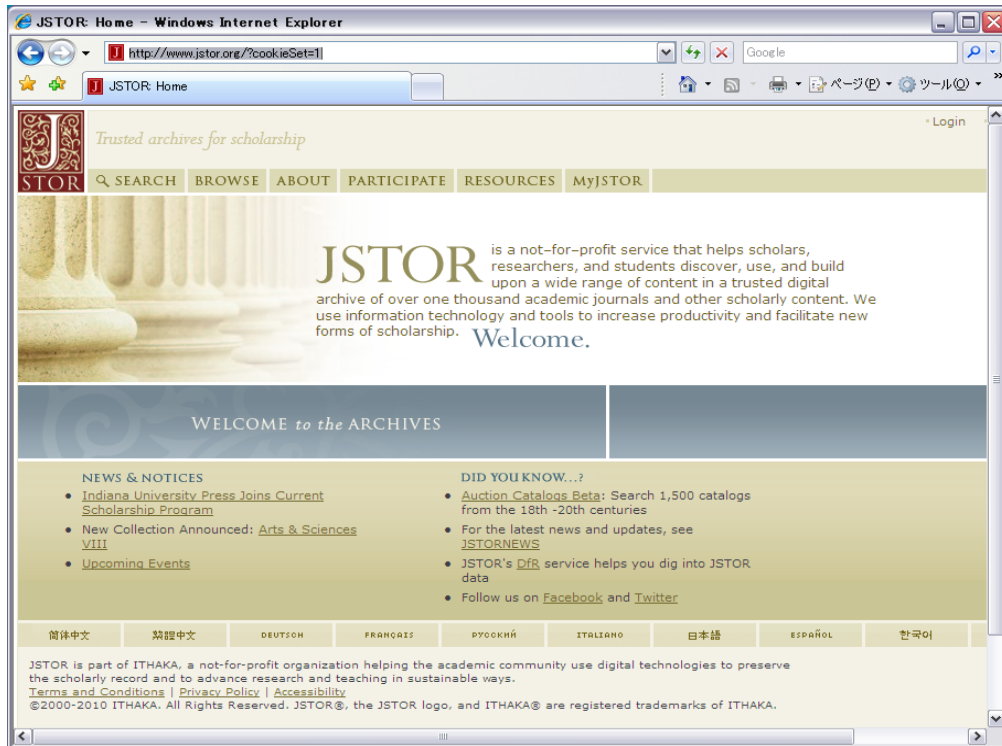 JSTOR: Home - Windows Internet Explorer
http://www.jstor.org/?cookieSet=1
Google
JSTOR: Home
ページ(P)
ツール(O)
Trusted archives for scholarship
Login
J
STOR
SEARCH BROWSE ABOUT PARTICIPATE RESOURCES MyJSTOR
JSTOR is a not-for-profit service that helps scholars,
researchers, and students discover, use, and build
upon a wide range of content in a trusted digital
archive of over one thousand academic journals and other scholarly content. We
use information technology and tools to increase productivity and facilitate new
forms of scholarship. Welcome.
WELCOME to the ARCHIVES
NEWS & NOTICES
• Indiana University Press Joins Current
Scholarship Program
• New Collection Announced: Arts & Sciences
VIII
• Upcoming Events
DID YOU KNOW...?
• Auction Catalogs Beta: Search 1,500 catalogs
from the 18th -20th centuries
• For the latest news and updates, see
JSTORNEWS
• JSTOR's DfR service helps you dig into JSTOR
data
• Follow us on Facebook and Twitter
简体中文 繁體中文 DEUTSCH FRANÇAIS РУССКИЙ ITALIANO 日本語 ESPAÑOL 한국어
JSTOR is part of ITHAKA, a not-for-profit organization helping the academic community use digital technologies to preserve
the scholarly record and to advance research and teaching in sustainable ways.
Terms and Conditions | Privacy Policy | Accessibility
©2000-2010 ITHAKA. All Rights Reserved. JSTOR®, the JSTOR logo, and ITHAKA® are registered trademarks of ITHAKA.